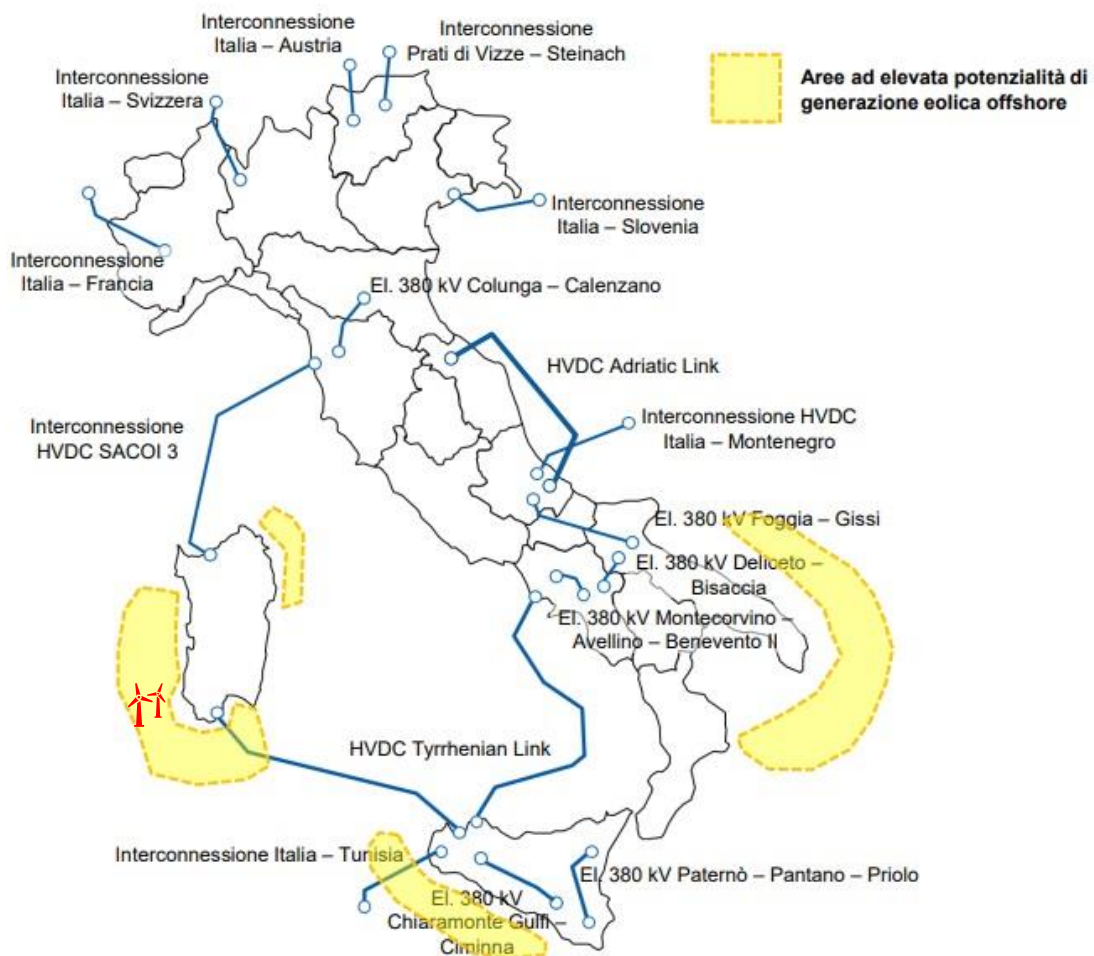 Interconnessione
Italia – Austria
Interconnessione
Prati di Vizze – Steinach
Interconnessione
Italia – Svizzera
Aree ad elevata potenzialità di
generazione eolica offshore
Interconnessione
Italia – Slovenia
Interconnessione
Italia – Francia
El. 380 kV Colunga – Calenzano
HVDC Adriatic Link
Interconnessione HVDC
Italia – Montenegro
Interconnessione
HVDC SACOI 3
El. 380 kV Foggia – Gissi
El. 380 kV Deliceto –
Bisaccia
El. 380 kV Montecorvino –
Avellino – Benevento II
HVDC Tyrrhenian Link
Interconnessione Italia – Tunisia
El. 380 kV Paternò – Pantano – Priolo
El. 380 kV
Chiaramonte Gulfi –
Ciminna